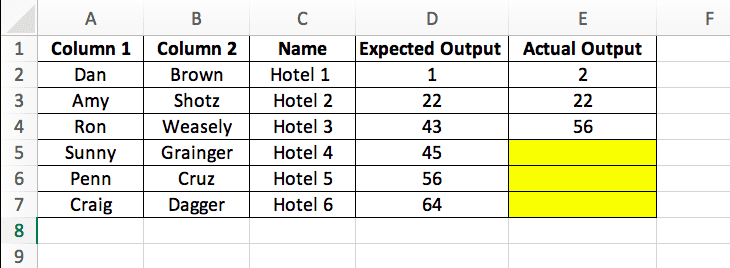 A B C D E F
1 Column 1 Column 2 Name Expected Output Actual Output
2 Dan Brown Hotel 1 1 2
3 Amy Shotz Hotel 2 22 22
4 Ron Weasely Hotel 3 43 56
5 Sunny Grainger Hotel 4 45
6 Penn Cruz Hotel 5 56
7 Craig Dagger Hotel 6 64
8
9